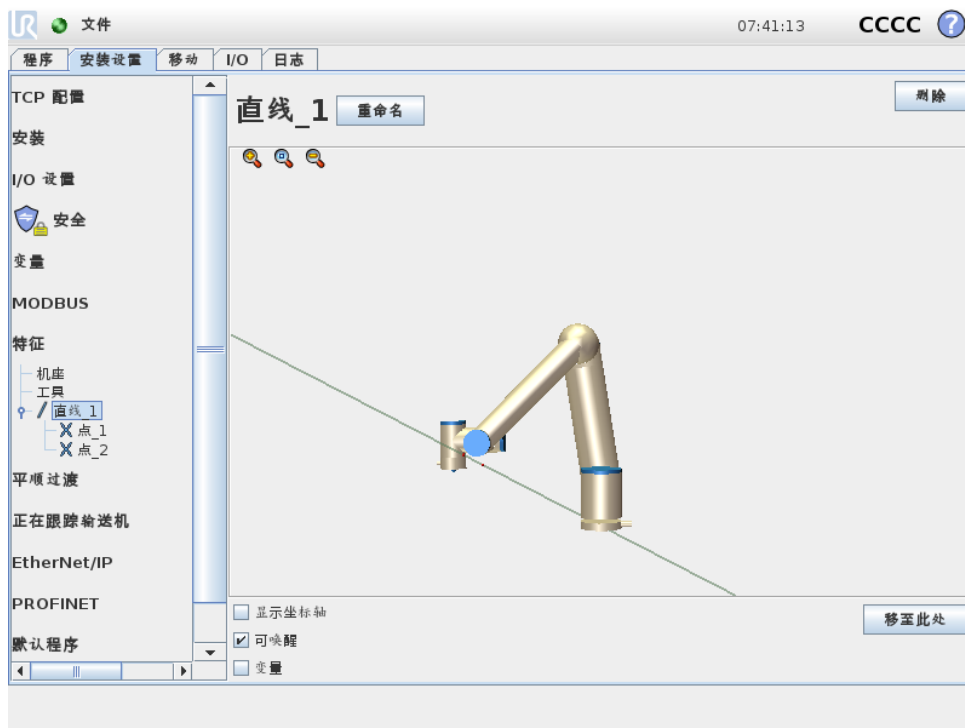 UR 文件 07:41:13 CCCC ?
程序 安装设置 移动 I/O 日志
TCP 配置
安装
I/O 设置
安全
变量
MODBUS
特征
机座
工具
直线_1
点_1
点_2
平顺过渡
正在跟踪输送机
EtherNet/IP
PROFINET
默认程序
直线_1 重命名 删除
显示坐标轴
可唤醒
变量
移至此处